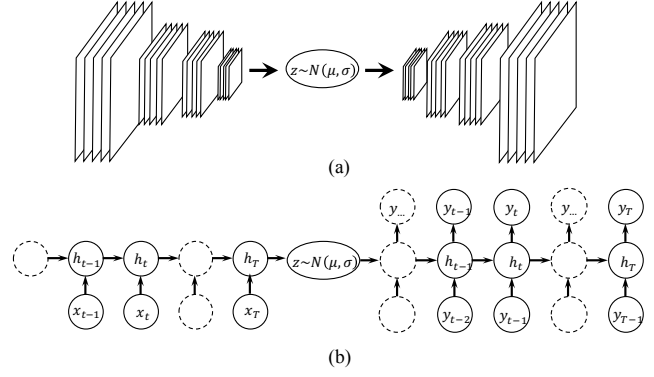 z~N(μ,σ)
(a)
y... y_{t-1} y_t y... y_T
h_{t-1} h_t h_T z~N(μ,σ) h_{t-1} h_t h_T
x_{t-1} x_t x_T y_{t-2} y_{t-1} y_{T-1}
(b)